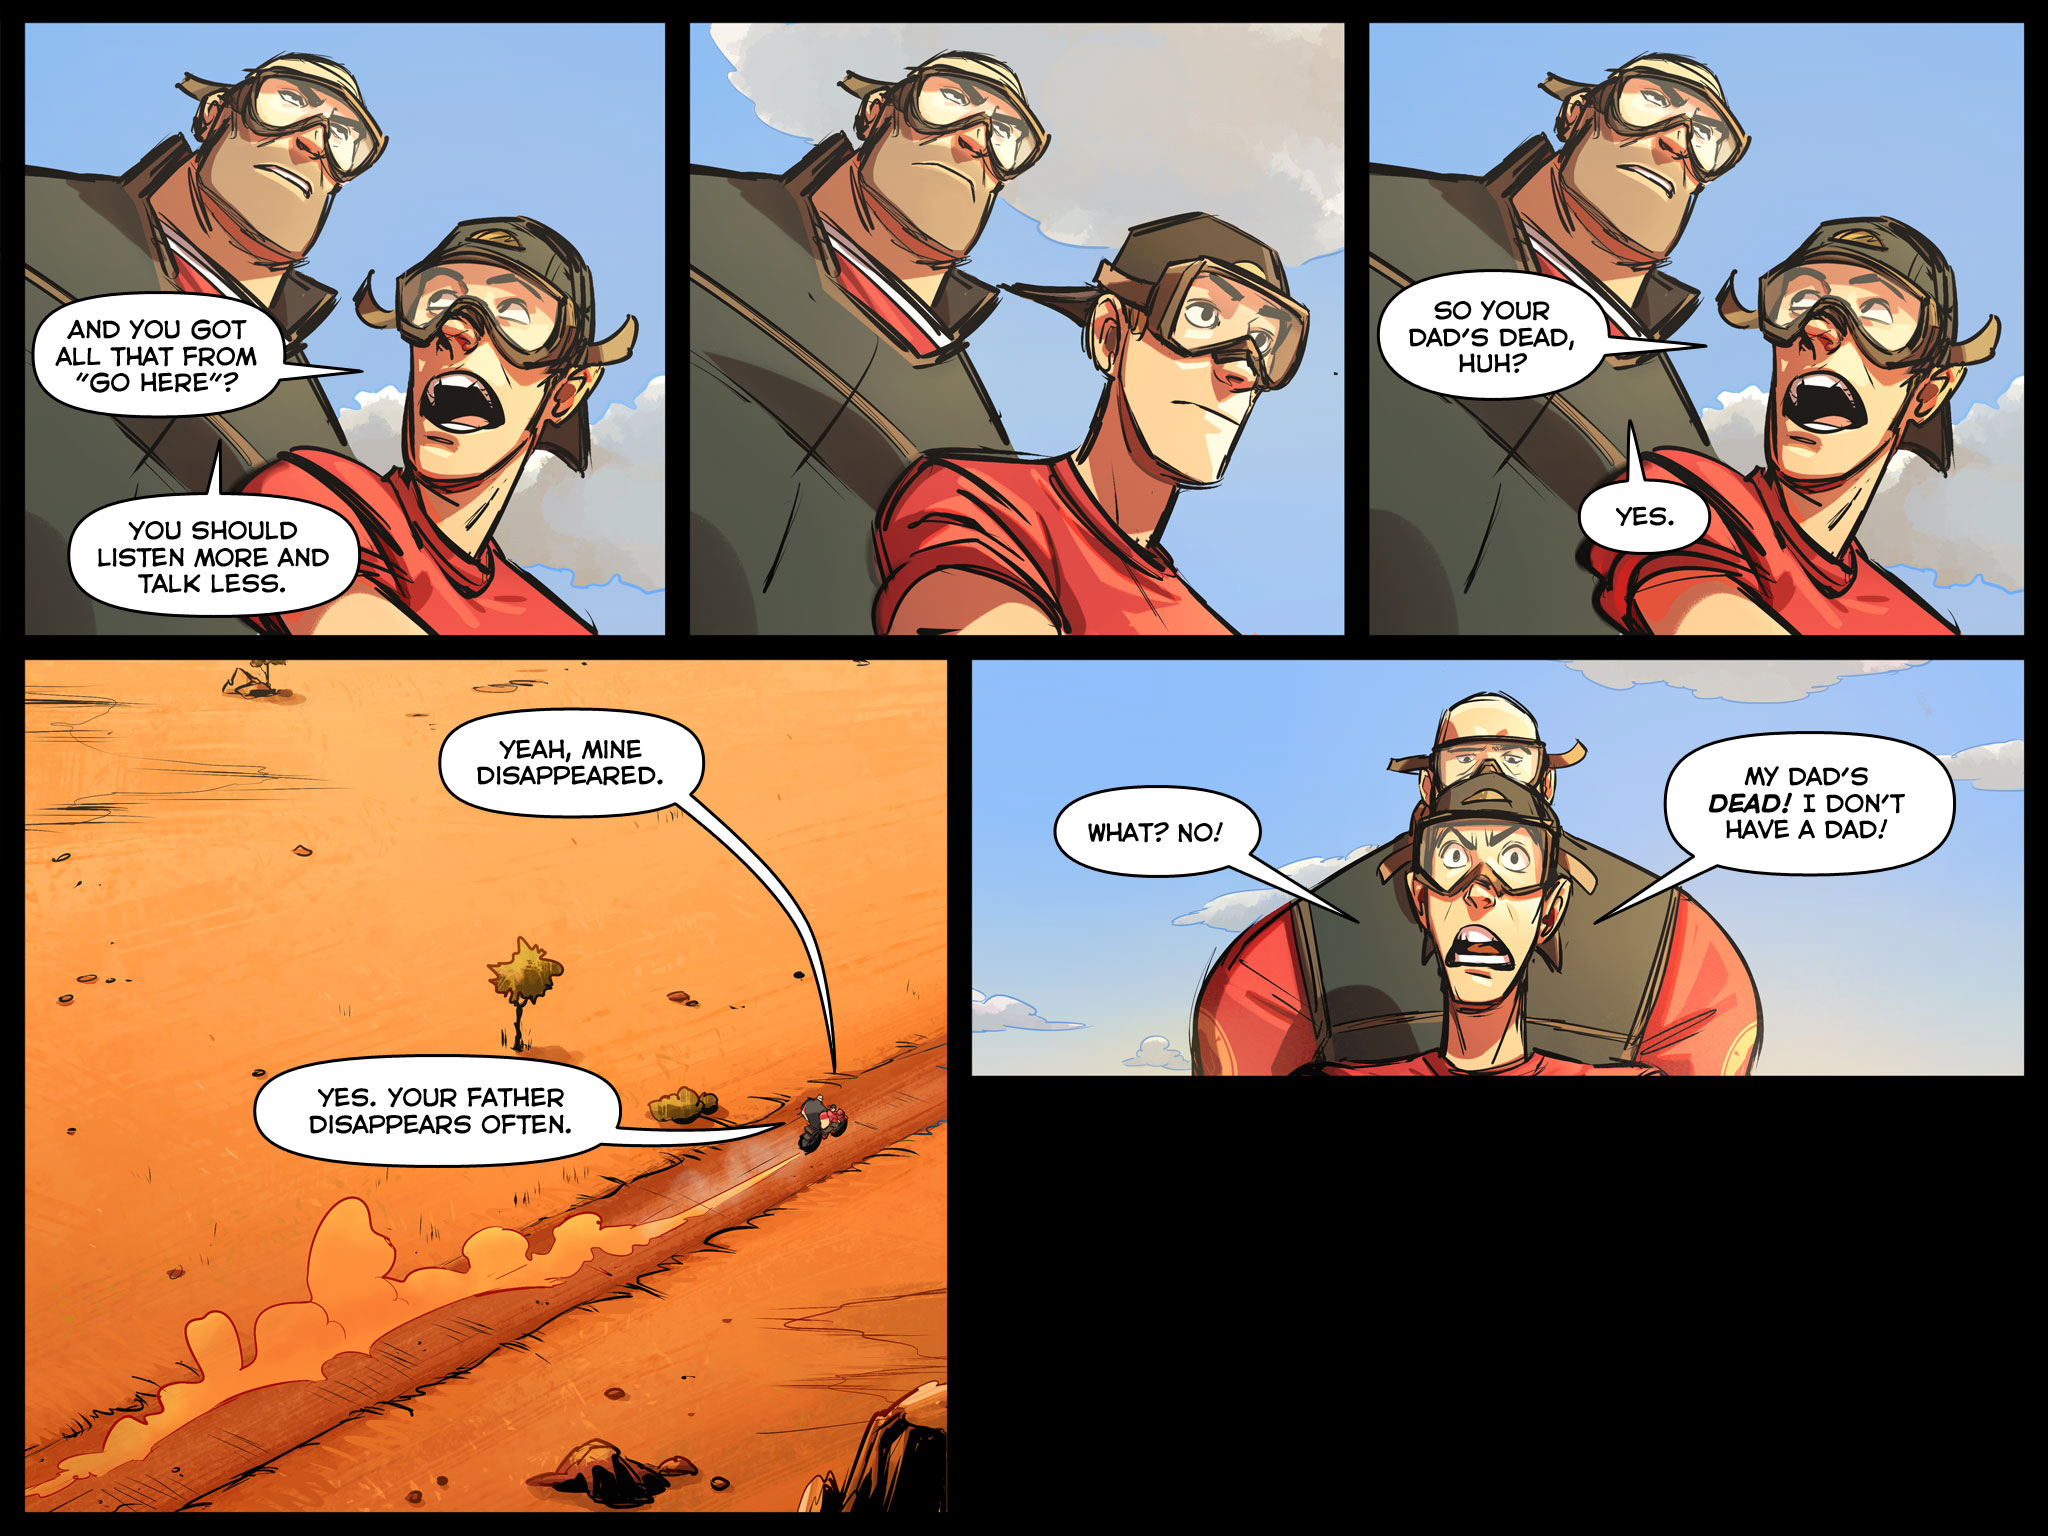 AND YOU GOT
ALL THAT FROM
"GO HERE"?
YOU SHOULD
LISTEN MORE AND
TALK LESS.
SO YOUR
DAD'S DEAD,
HUH?
YES.
YEAH, MINE
DISAPPEARED.
YES. YOUR FATHER
DISAPPEARS OFTEN.
WHAT? NO!
MY DAD'S
DEAD! I DON'T
HAVE A DAD!